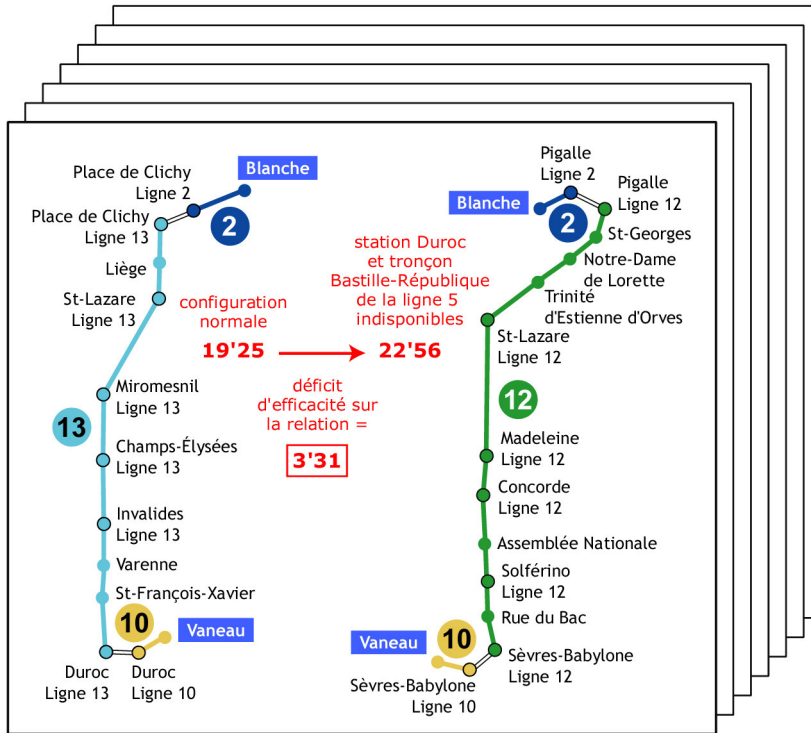 Blanche
Place de Clichy
Ligne 2
2
Place de Clichy
Ligne 13
Liège
St-Lazare
Ligne 13
Miromesnil
Ligne 13
13
Champs-Élysées
Ligne 13
Invalides
Ligne 13
Varenne
St-François-Xavier
10
Vaneau
Duroc
Ligne 13
Duroc
Ligne 10
configuration
normale
19'25
station Duroc
et tronçon
Bastille-République
de la ligne 5
indisponibles
22'56
déficit
d'efficacité sur
la relation =
3'31
Pigalle
Ligne 2
Blanche
2
Pigalle
Ligne 12
St-Georges
Notre-Dame
de Lorette
Trinité
d'Estienne d'Orves
St-Lazare
Ligne 12
12
Madeleine
Ligne 12
Concorde
Ligne 12
Assemblée Nationale
Solférino
Ligne 12
Rue du Bac
Vaneau
10
Sèvres-Babylone
Ligne 12
Sèvres-Babylone
Ligne 10